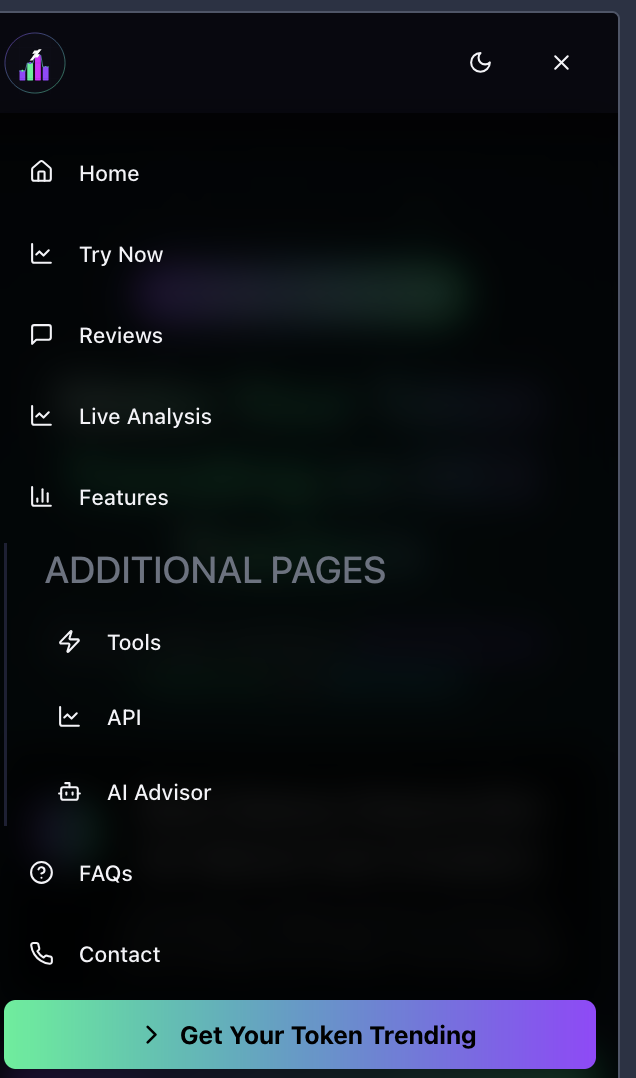 Home
Try Now
Reviews
Live Analysis
Features
ADDITIONAL PAGES
Tools
API
AI Advisor
FAQs
Contact
Get Your Token Trending